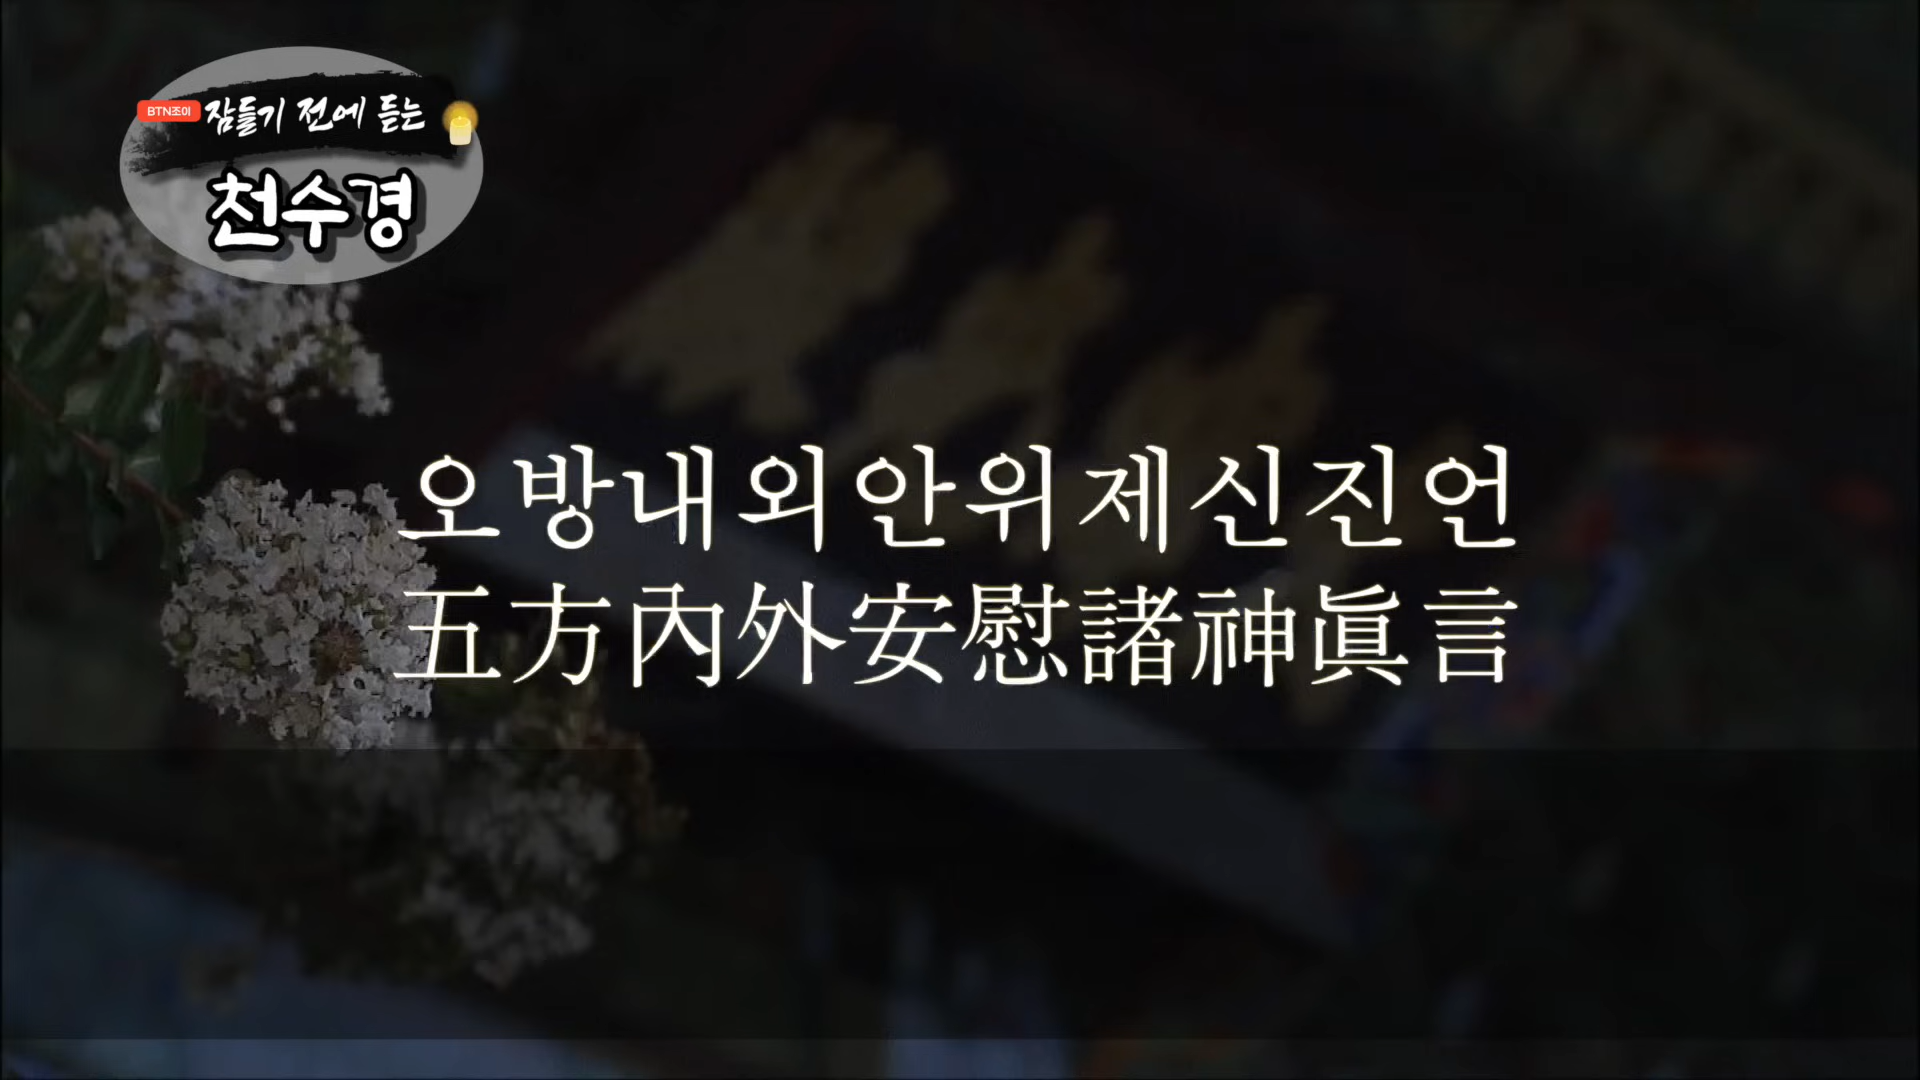 BTN조이
잠들기 전에 듣는
천수경
오방내외안위제신진언
五方內外安慰諸神眞言